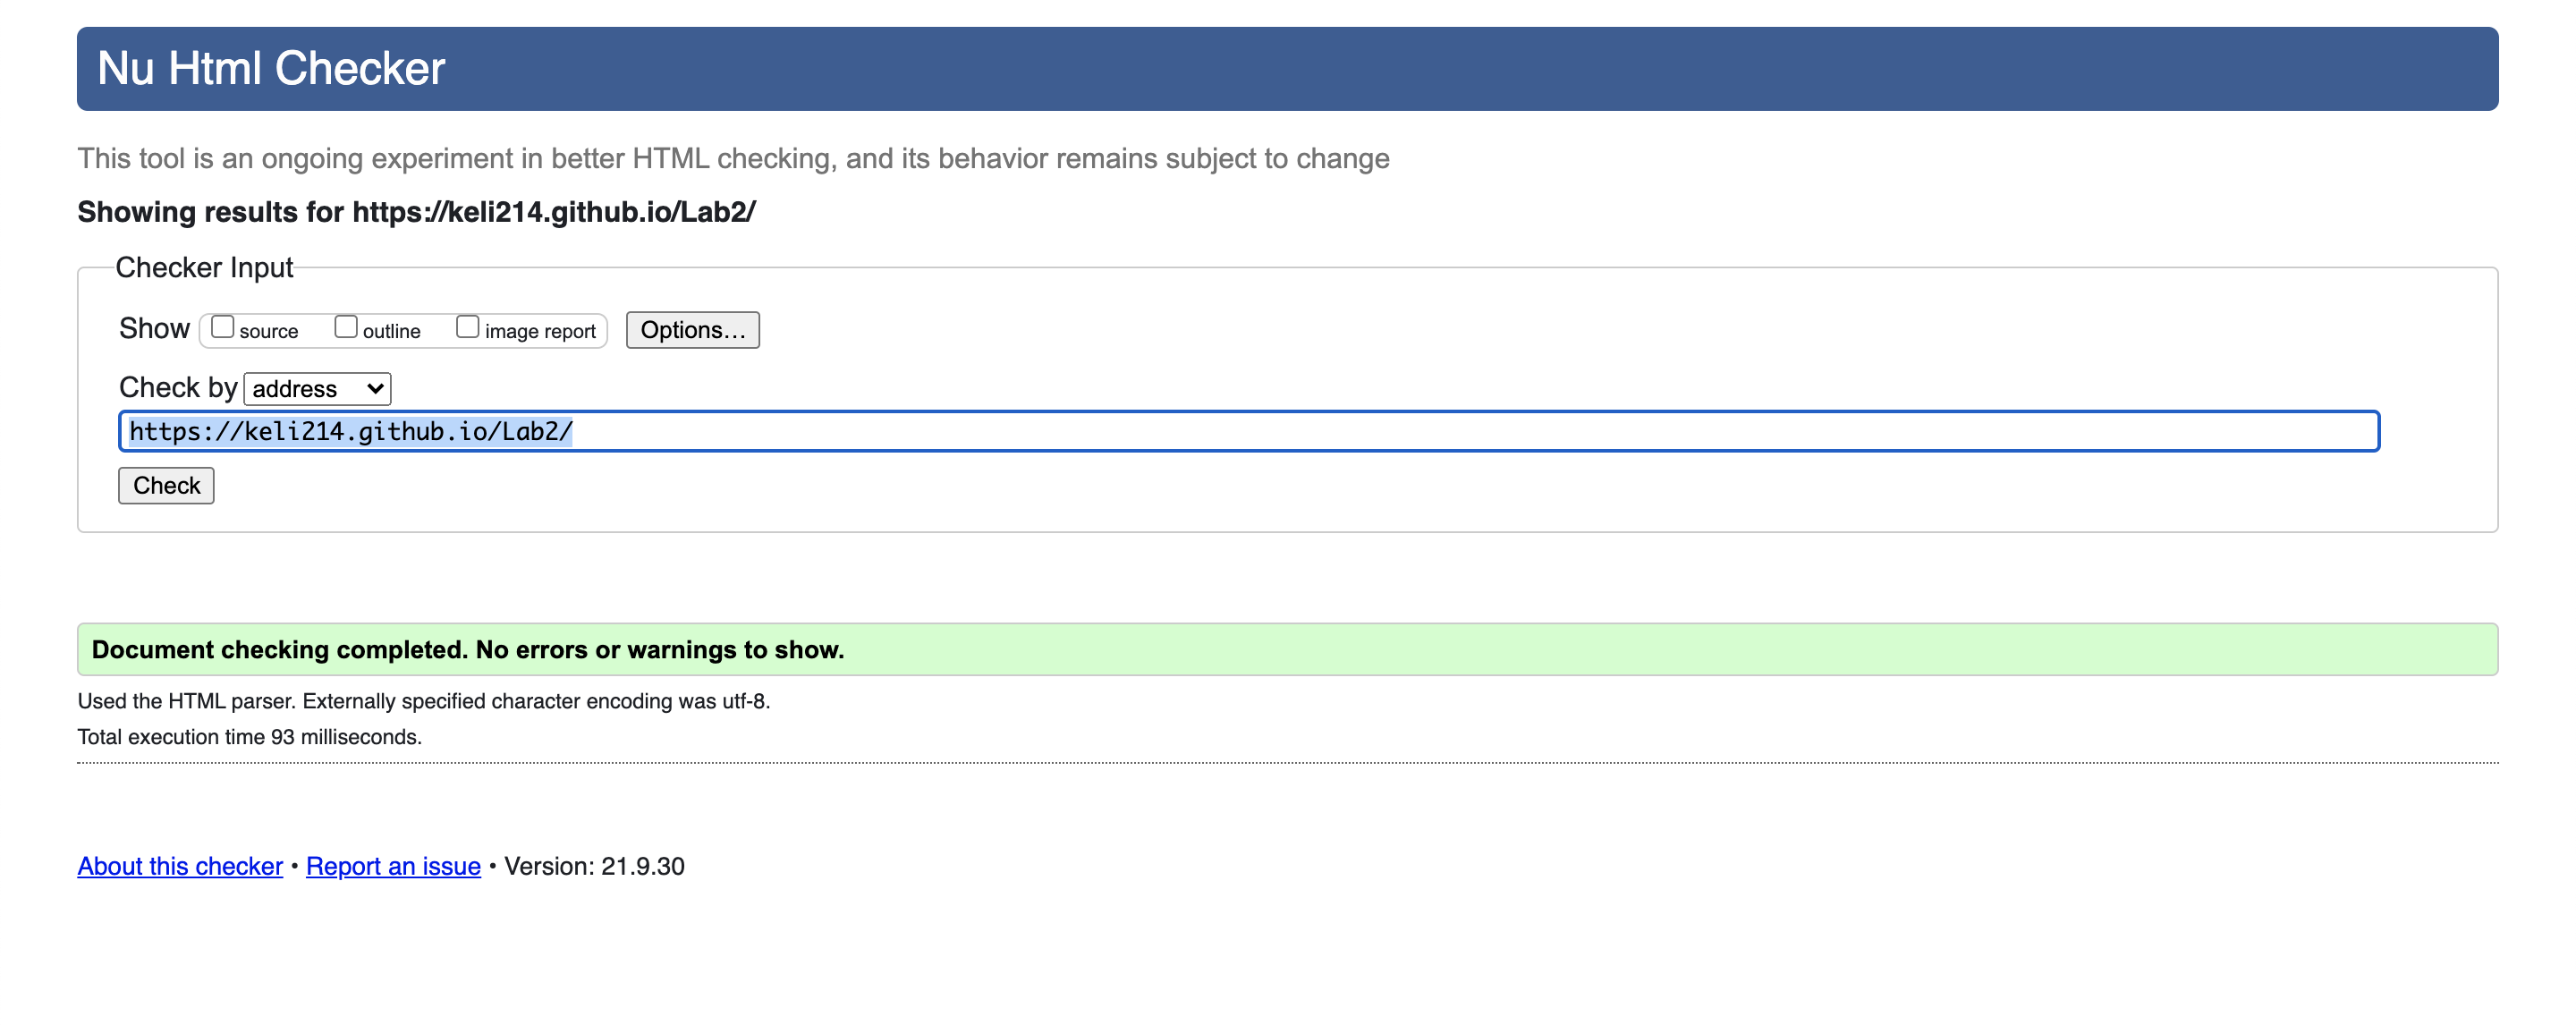 Nu Html Checker
This tool is an ongoing experiment in better HTML checking, and its behavior remains subject to change
Showing results for https://keli214.github.io/Lab2/
Checker Input
Show source outline image report Options…
Check by address
https://keli214.github.io/Lab2/
Check
Document checking completed. No errors or warnings to show.
Used the HTML parser. Externally specified character encoding was utf-8.
Total execution time 93 milliseconds.
About this checker • Report an issue • Version: 21.9.30